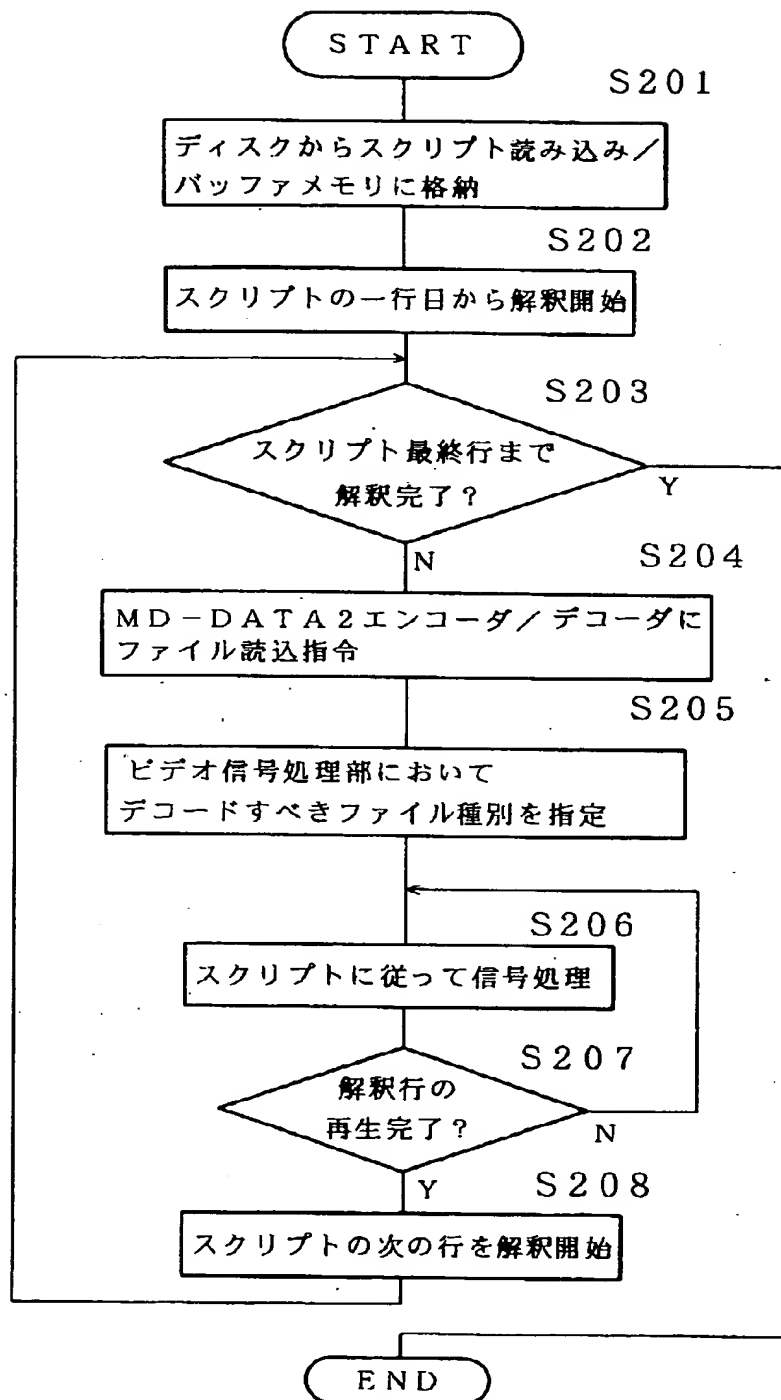 START
S201
ディスクからスクリプト読み込み/
バッファメモリに格納
S202
スクリプトの一行日から解釈開始
S203
スクリプト最終行まで
解釈完了?
Y
N
S204
MD-DATA2エンコーダ/デコーダに
ファイル読込指令
S205
ビデオ信号処理部において
デコードすべきファイル種別を指定
S206
スクリプトに従って信号処理
S207
解釈行の
再生完了?
N
Y
S208
スクリプトの次の行を解釈開始
END